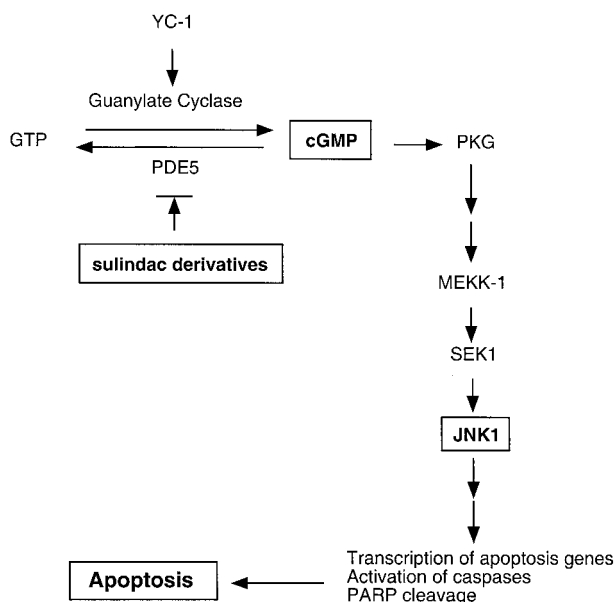 YC-1
Guanylate Cyclase
GTP
cGMP
PKG
PDE5
sulindac derivatives
MEKK-1
SEK1
JNK1
Transcription of apoptosis genes
Activation of caspases
PARP cleavage
Apoptosis